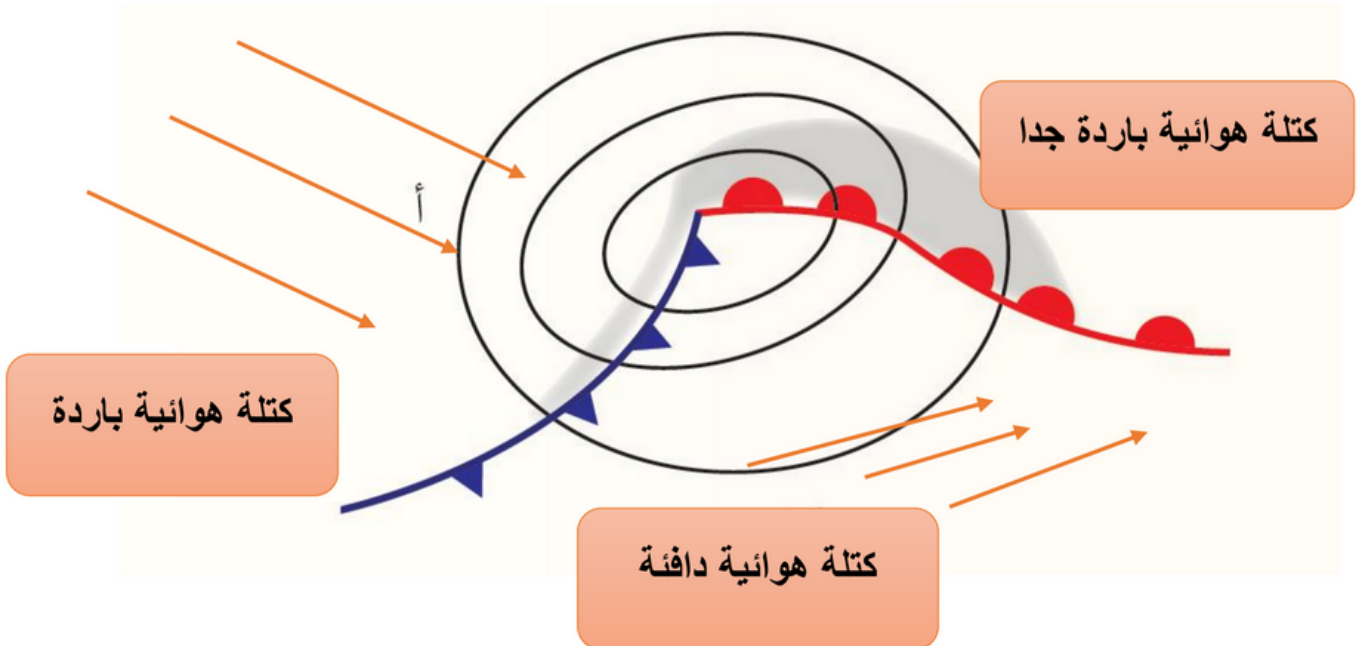 كتلة هوائية باردة جدا
أ
كتلة هوائية باردة
كتلة هوائية دافئة